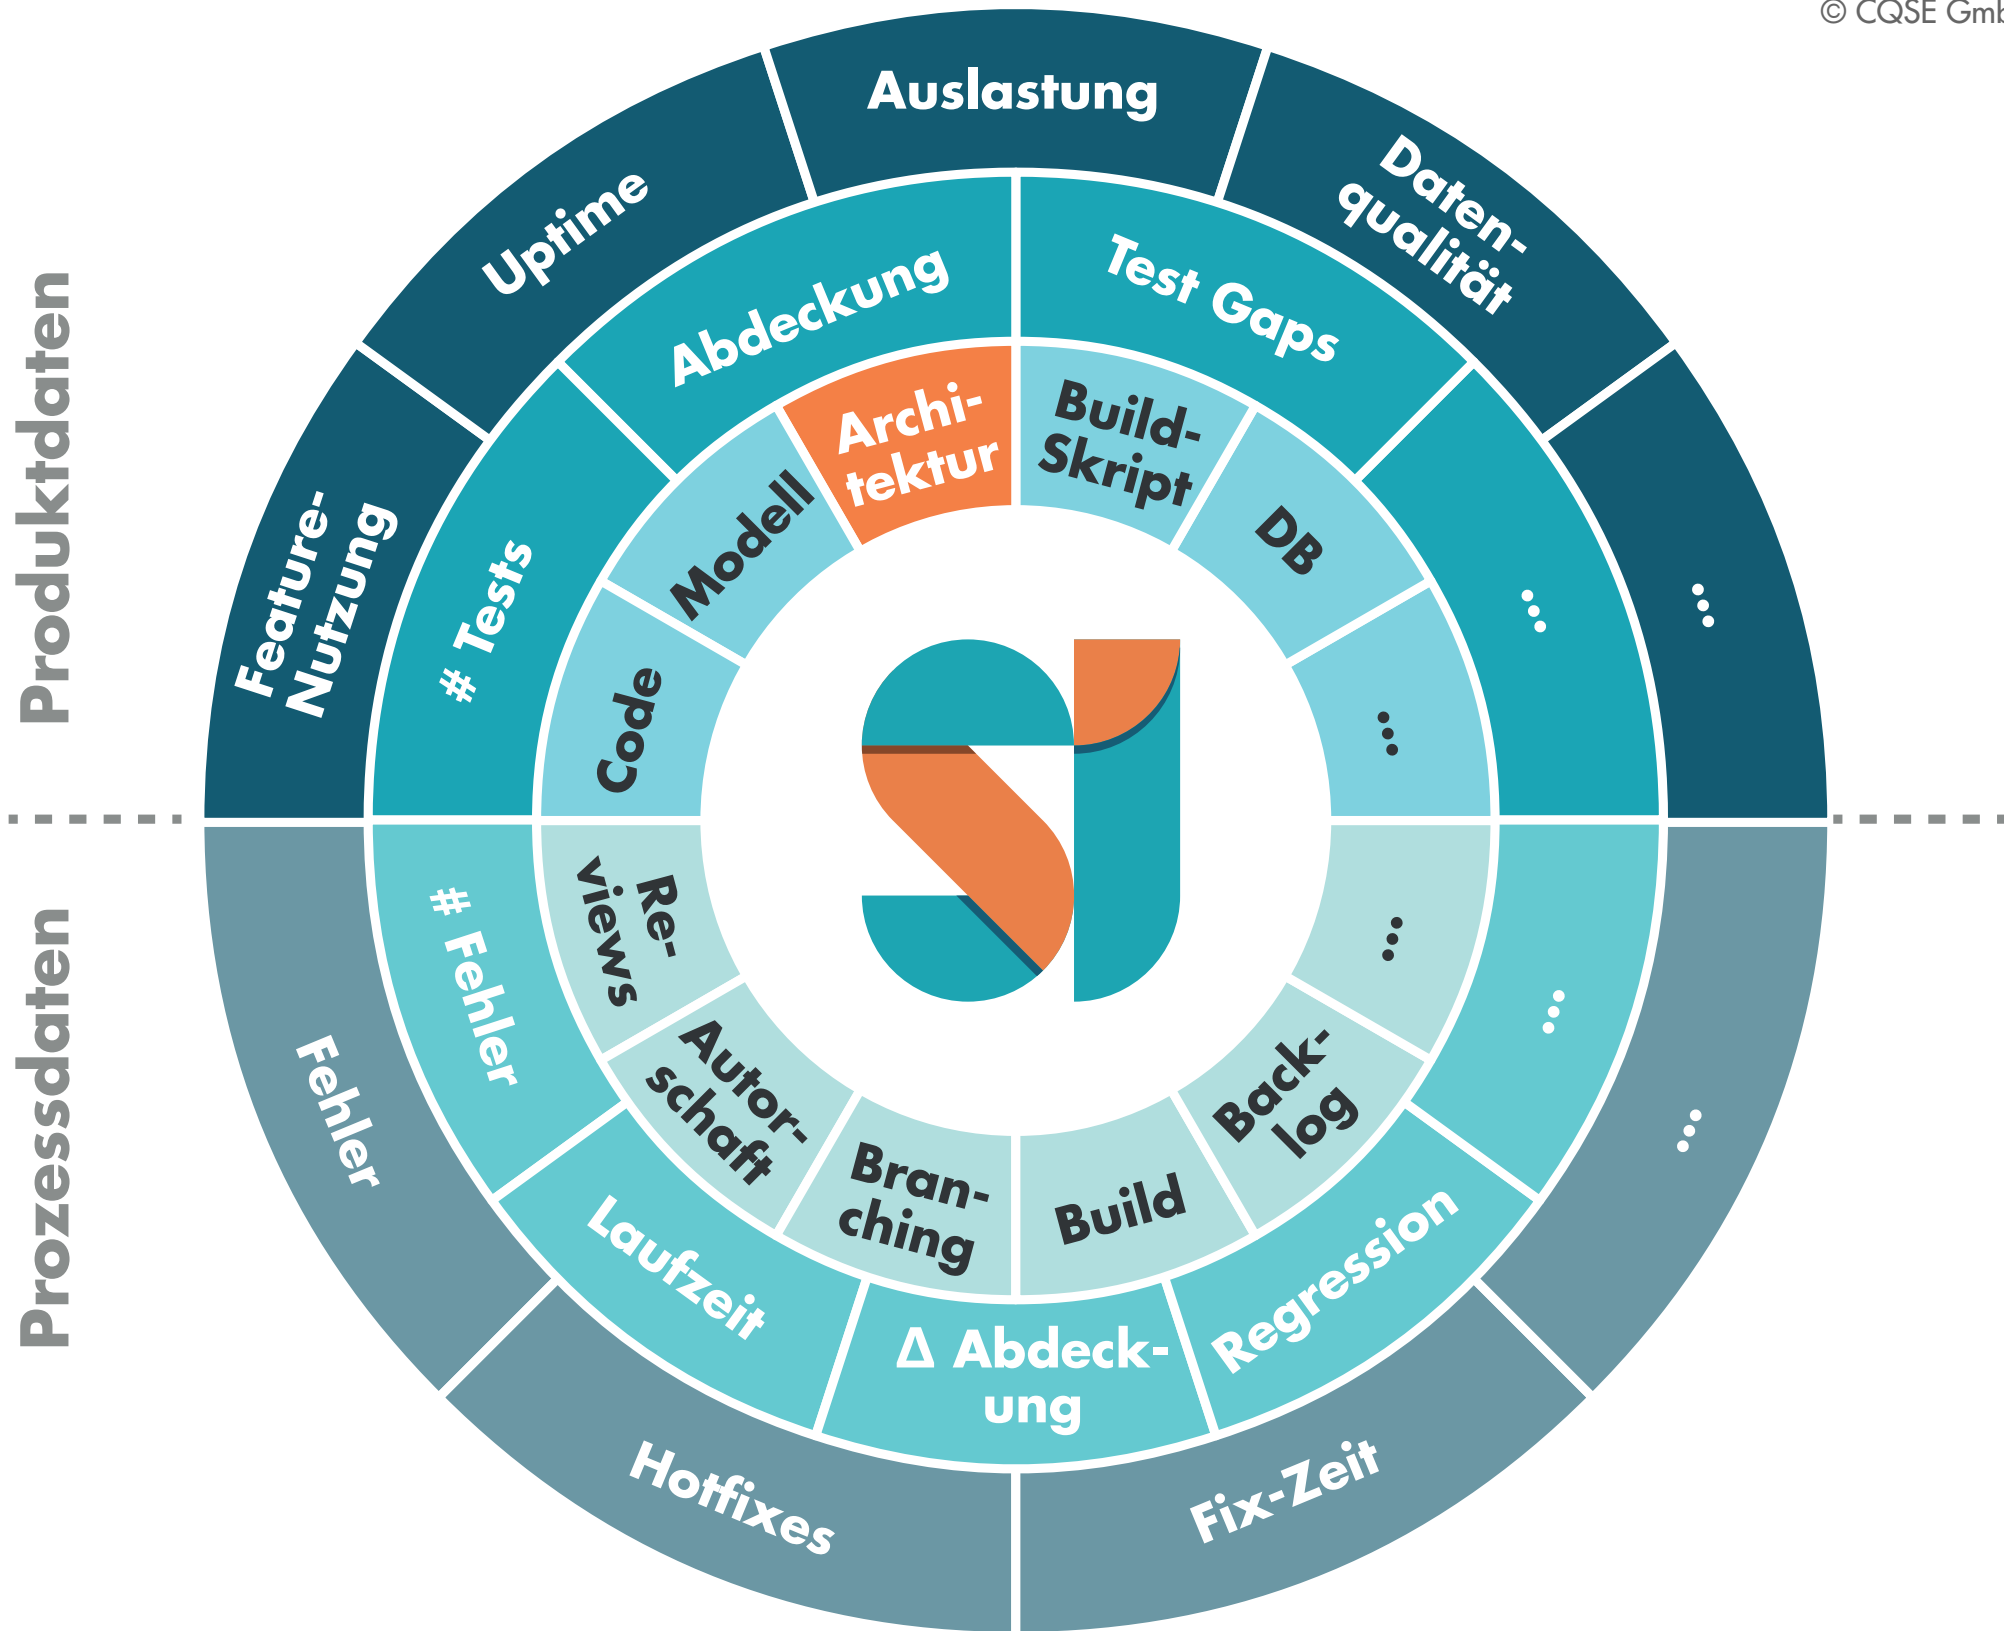 © CQSE Gmb
Produktdaten
Prozessdaten
Feature-
Nutzung
Uptime
Auslastung
Daten-
qualität
...
# Tests
Abdeckung
Test Gaps
...
Code
Modell
Archi-
tektur
Build-
Skript
DB
...
Re-
views
Autor-
schaft
Bran-
ching
Build
Back-
log
...
# Fehler
Laufzeit
Δ Abdeck-
ung
Regression
...
Fehler
Hotfixes
Fix-Zeit
...